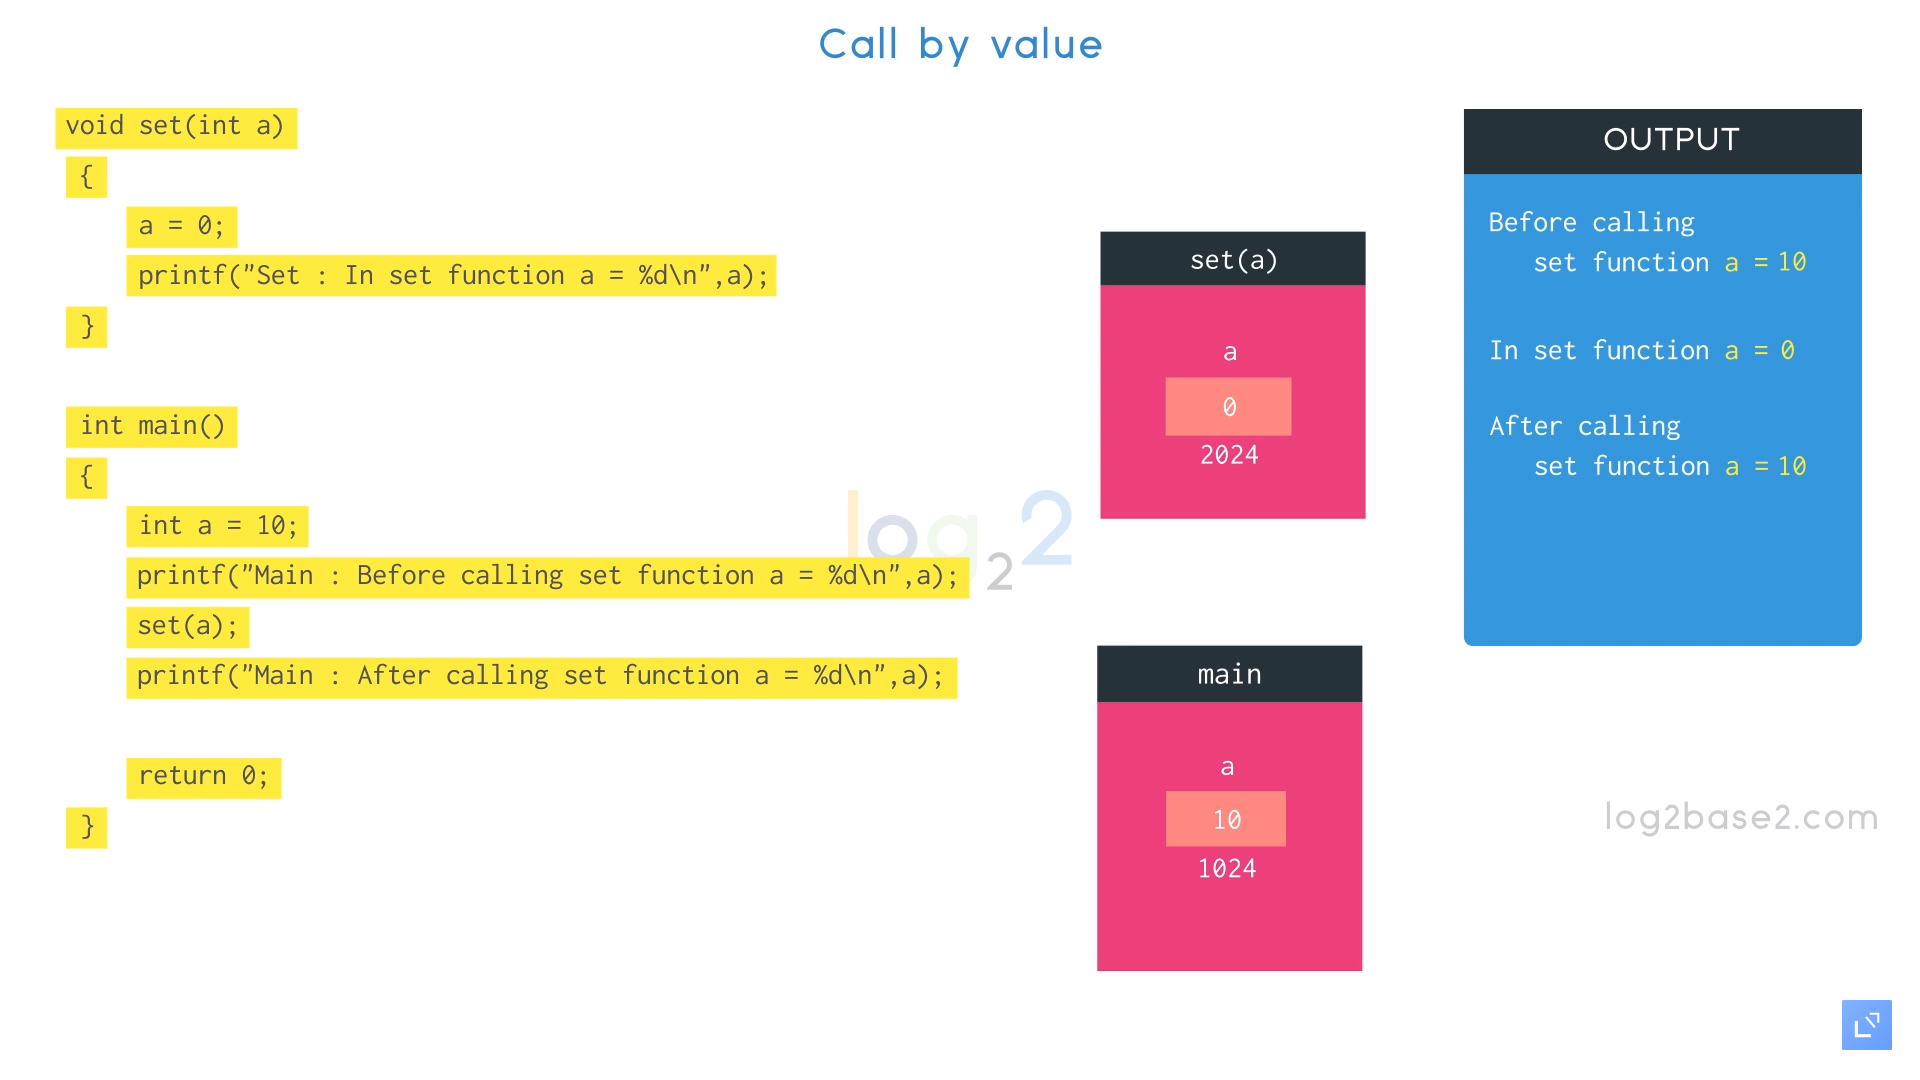 Call by value
void set(int a)
{
a = 0;
printf("Set : In set function a = %d\n",a);
}
int main()
{
int a = 10;
printf("Main : Before calling set function a = %d\n",a);
set(a);
printf("Main : After calling set function a = %d\n",a);
return 0;
}
log 2 2
set(a)
a
0
2024
main
a
10
1024
OUTPUT
Before calling
set function a = 10
In set function a = 0
After calling
set function a = 10
log2base2.com